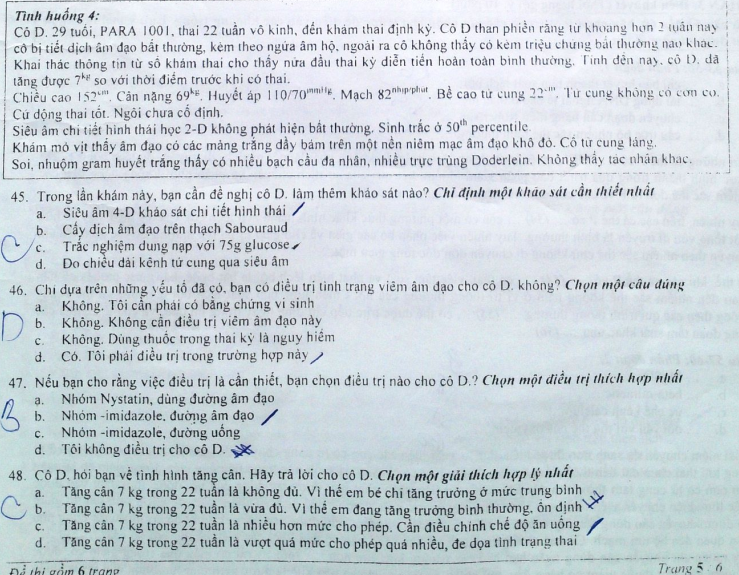 Tình huống 4:
Cô D. 29 tuổi, PARA 1001, thai 22 tuần vô kinh, đến khám thai định kỳ. Cô D than phiền rằng từ khoảng hơn 2 tuần nay
cô bị tiết dịch âm đạo bất thường, kèm theo ngứa âm hộ, ngoài ra cô không thấy có kèm triệu chứng bất thường nào khác.
Khai thác thông tin từ sổ khám thai cho thấy nửa đầu thai kỳ diễn tiến hoàn toàn bình thường. Tính đến nay, cô D. đã
tăng được 7kg so với thời điểm trước khi có thai.
Chiều cao 152cm. Cân nặng 69kg. Huyết áp 110/70mmHg. Mạch 82nhịp/phút. Bề cao tử cung 22cm. Tử cung không có cơn co.
Cử động thai tốt. Ngôi chưa cố định.
Siêu âm chi tiết hình thái học 2-D không phát hiện bất thường. Sinh trắc ở 50th percentile.
Khám mỏ vịt thấy âm đạo có các mảng trắng dầy bám trên một nền niêm mạc âm đạo khô đỏ. Cổ tử cung láng.
Soi, nhuộm gram huyết trắng thấy có nhiều bạch cầu đa nhân, nhiều trực trùng Doderlein. Không thấy tác nhân khác.
45. Trong lần khám này, bạn cần đề nghị cô D. làm thêm khảo sát nào? Chỉ định một khảo sát cần thiết nhất
a. Siêu âm 4-D khảo sát chi tiết hình thái
b. Cấy dịch âm đạo trên thạch Sabouraud
C c. Trắc nghiệm dung nạp với 75g glucose
d. Đo chiều dài kênh tử cung qua siêu âm
46. Chỉ dựa trên những yếu tố đã có, bạn có điều trị tình trạng viêm âm đạo cho cô D. không? Chọn một câu đúng
a. Không. Tôi cần phải có bằng chứng vi sinh
D b. Không. Không cần điều trị viêm âm đạo này
c. Không. Dùng thuốc trong thai kỳ là nguy hiểm
d. Có. Tôi phải điều trị trong trường hợp này
47. Nếu bạn cho rằng việc điều trị là cần thiết, bạn chọn điều trị nào cho cô D.? Chọn một điều trị thích hợp nhất
a. Nhóm Nystatin, dùng đường âm đạo
B b. Nhóm -imidazole, đường âm đạo
c. Nhóm -imidazole, đường uống
d. Tôi không điều trị cho cô D.
48. Cô D. hỏi bạn về tình hình tăng cân. Hãy trả lời cho cô D. Chọn một giải thích hợp lý nhất
a. Tăng cân 7 kg trong 22 tuần là không đủ. Vì thế em bé chỉ tăng trưởng ở mức trung bình
C b. Tăng cân 7 kg trong 22 tuần là vừa đủ. Vì thế em đang tăng trưởng bình thường, ổn định
c. Tăng cân 7 kg trong 22 tuần là nhiều hơn mức cho phép. Cần điều chỉnh chế độ ăn uống
d. Tăng cân 7 kg trong 22 tuần là vượt quá mức cho phép quá nhiều, đe dọa tình trạng thai
Đề thi gồm 6 trang Trang 5 6